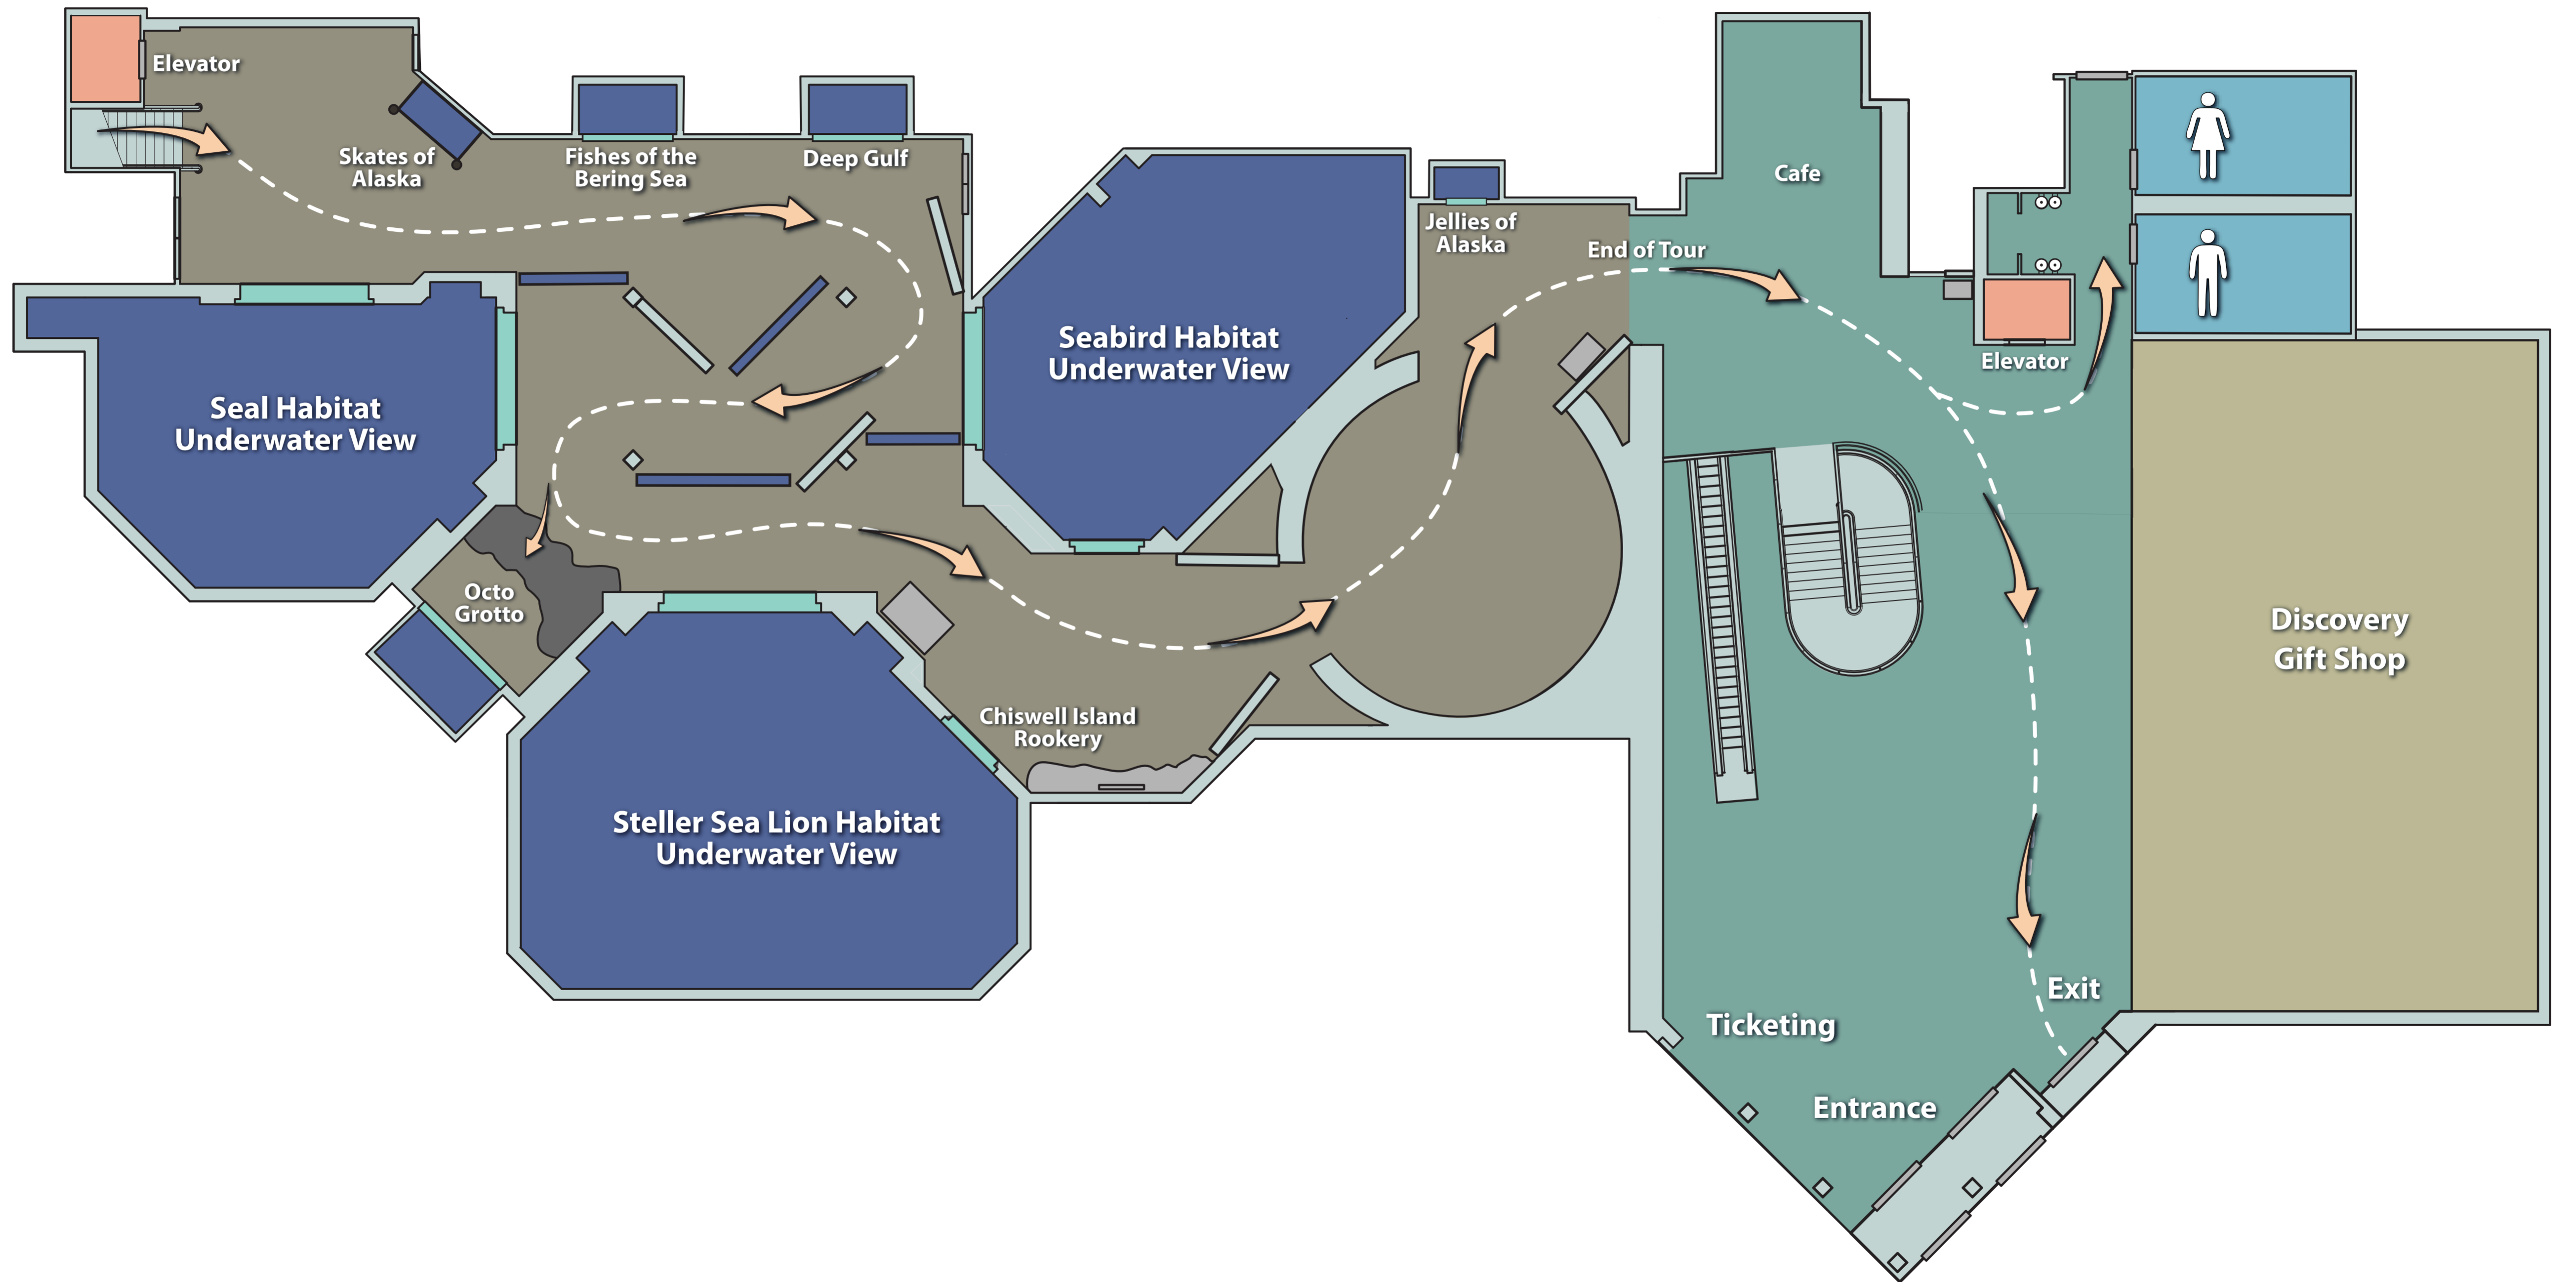 Elevator
Skates of
Alaska
Fishes of the
Bering Sea
Deep Gulf
Jellies of
Alaska
End of Tour
Cafe
Elevator
Seal Habitat
Underwater View
Seabird Habitat
Underwater View
Octo
Grotto
Chiswell Island
Rookery
Steller Sea Lion Habitat
Underwater View
Discovery
Gift Shop
Exit
Ticketing
Entrance